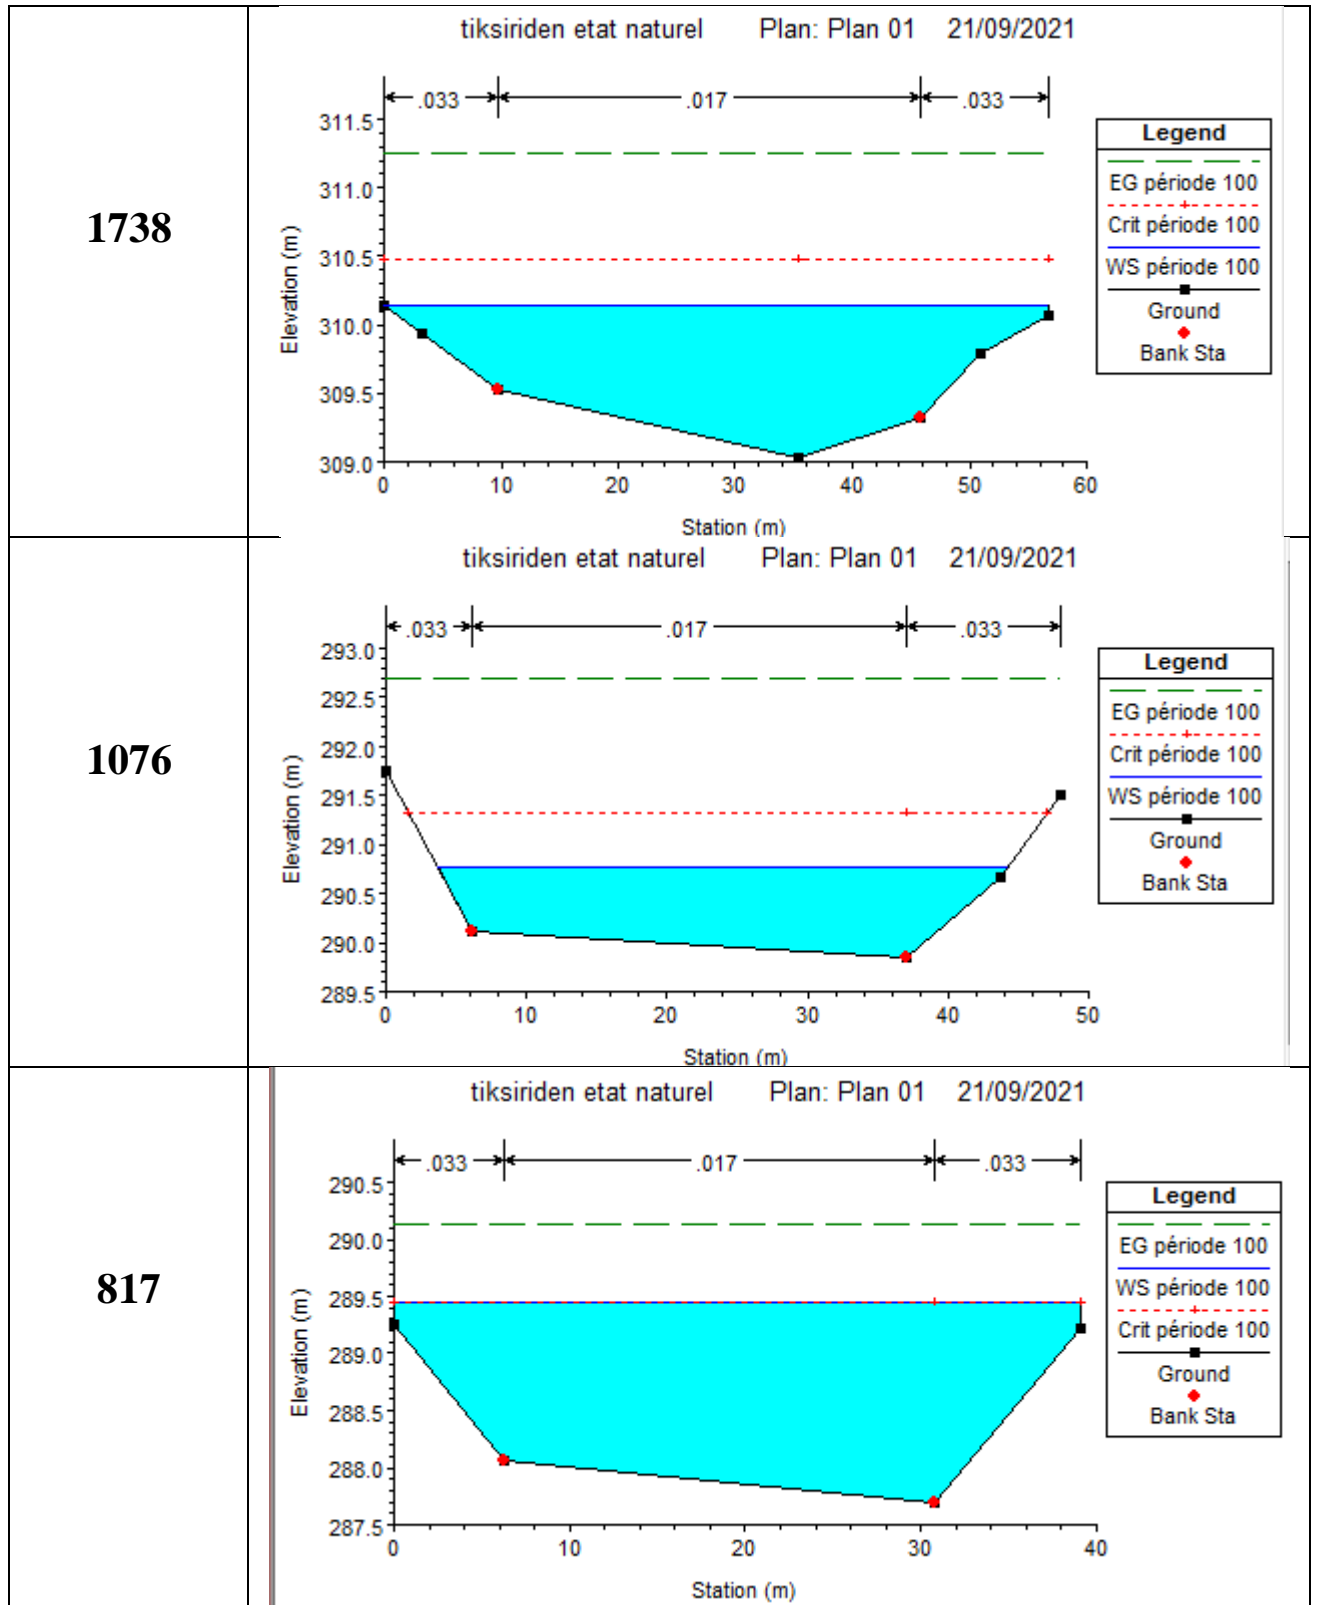 1738
tiksiriden etat naturel Plan: Plan 01 21/09/2021
.033 .017 .033
311.5
311.0
310.5
310.0
309.5
309.0
Elevation (m)
0 10 20 30 40 50 60
Station (m)
Legend
EG période 100
Crit période 100
WS période 100
Ground
Bank Sta
1076
tiksiriden etat naturel Plan: Plan 01 21/09/2021
.033 .017 .033
293.0
292.5
292.0
291.5
291.0
290.5
290.0
289.5
Elevation (m)
0 10 20 30 40 50
Station (m)
Legend
EG période 100
Crit période 100
WS période 100
Ground
Bank Sta
817
tiksiriden etat naturel Plan: Plan 01 21/09/2021
.033 .017 .033
290.5
290.0
289.5
289.0
288.5
288.0
287.5
Elevation (m)
0 10 20 30 40
Station (m)
Legend
EG période 100
WS période 100
Crit période 100
Ground
Bank Sta